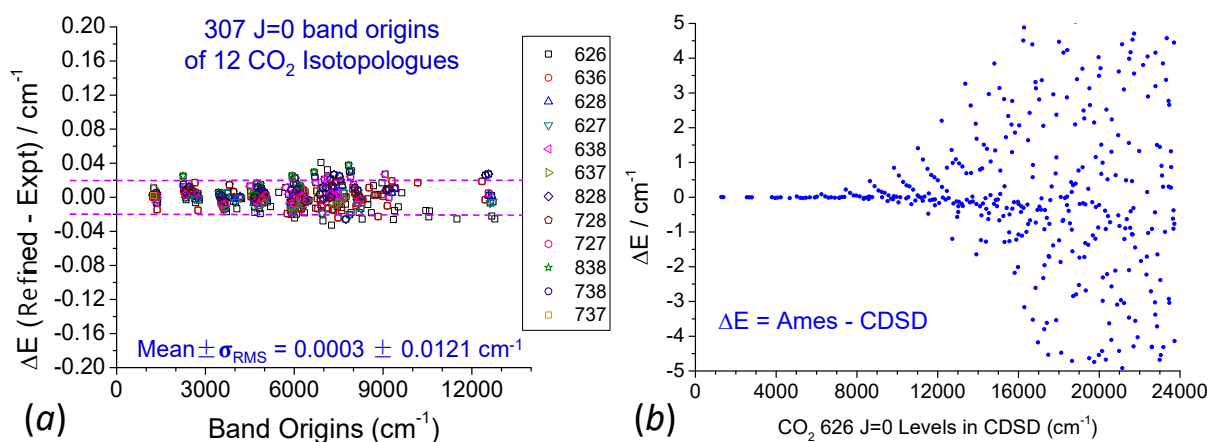 307 J=0 band origins
of 12 CO₂ Isotopologues
ΔE (Refined - Expt) / cm⁻¹
0.20
0.16
0.12
0.08
0.04
0.00
-0.04
-0.08
-0.12
-0.16
-0.20
Mean ± σRMS = 0.0003 ± 0.0121 cm⁻¹
0 3000 6000 9000 12000
Band Origins (cm⁻¹)
(a)
626
636
628
627
638
637
828
728
727
838
738
737
ΔE / cm⁻¹
5
4
3
2
1
0
-1
-2
-3
-4
-5
ΔE = Ames - CDSD
0 4000 8000 12000 16000 20000 24000
CO₂ 626 J=0 Levels in CDSD (cm⁻¹)
(b)